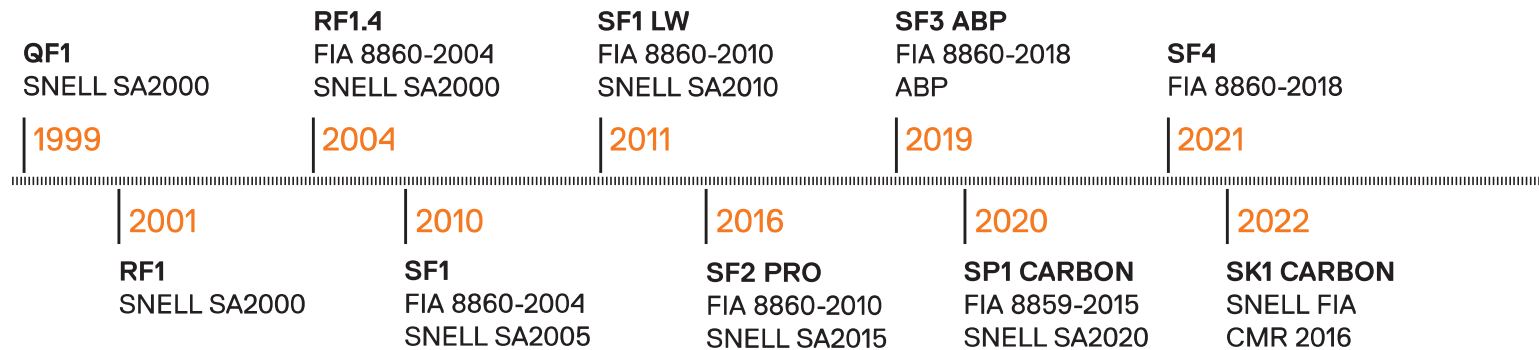 QF1
SNELL SA2000
1999
RF1.4
FIA 8860-2004
SNELL SA2000
2004
SF1 LW
FIA 8860-2010
SNELL SA2010
2011
SF3 ABP
FIA 8860-2018
ABP
2019
SF4
FIA 8860-2018
2021
2001
RF1
SNELL SA2000
2010
SF1
FIA 8860-2004
SNELL SA2005
2016
SF2 PRO
FIA 8860-2010
SNELL SA2015
2020
SP1 CARBON
FIA 8859-2015
SNELL SA2020
2022
SK1 CARBON
SNELL FIA
CMR 2016